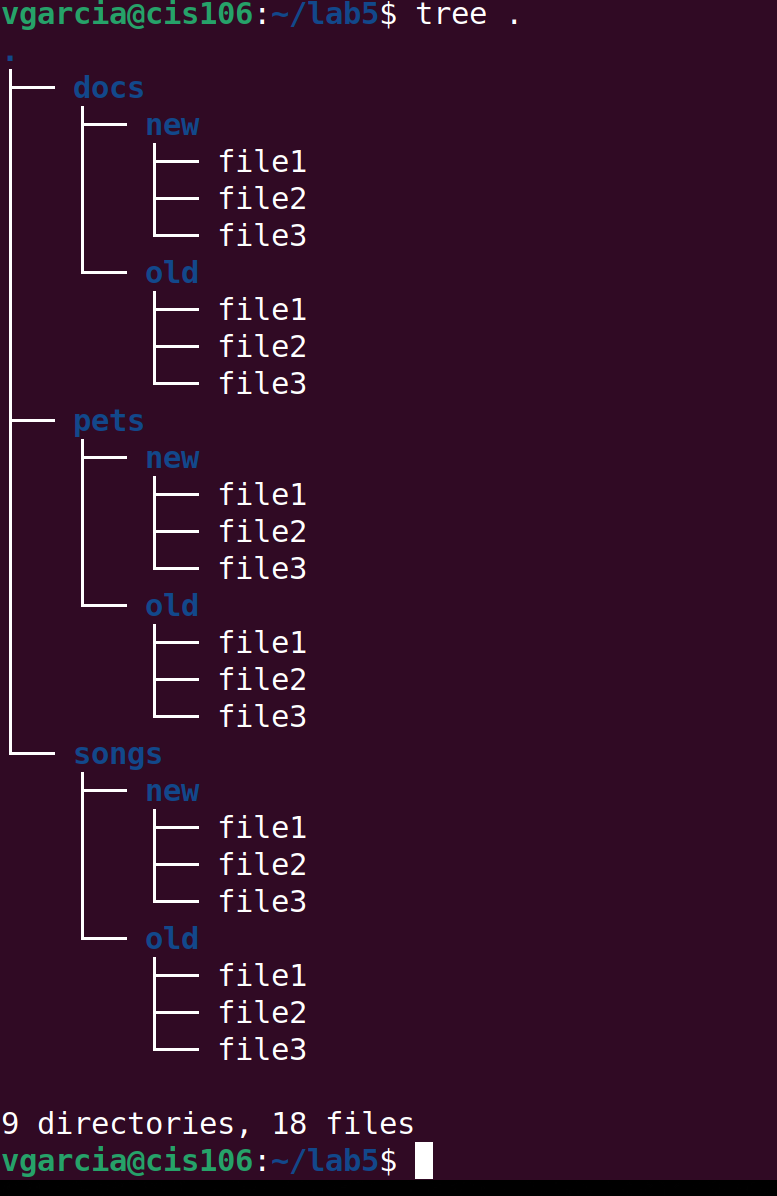 vgarcia@cis106:~/lab5$ tree .
.
├── docs
│   ├── new
│   │   ├── file1
│   │   ├── file2
│   │   └── file3
│   └── old
│       ├── file1
│       ├── file2
│       └── file3
├── pets
│   ├── new
│   │   ├── file1
│   │   ├── file2
│   │   └── file3
│   └── old
│       ├── file1
│       ├── file2
│       └── file3
└── songs
    ├── new
    │   ├── file1
    │   ├── file2
    │   └── file3
    └── old
        ├── file1
        ├── file2
        └── file3

9 directories, 18 files
vgarcia@cis106:~/lab5$